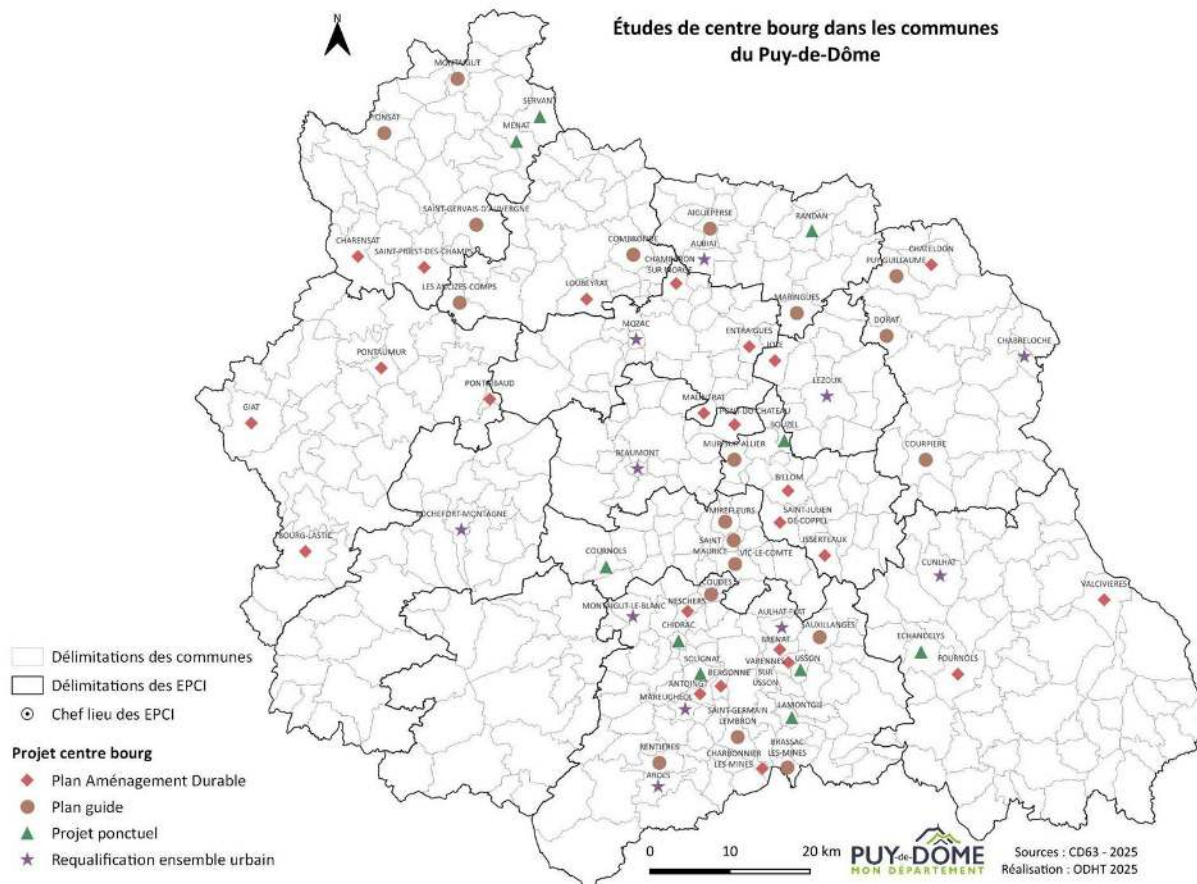 Études de centre bourg dans les communes
du Puy-de-Dôme
N
MONTAIGUT
SERVANT
PIONSAT
MENAT
SAINT-GERVAIS-D'AUVERGNE
AIGUEPERSE
RANDAN
CHARENSAT
SAINT-PRIEST-DES-CHAMPS
COMBRONDE
AUBIAT
CHATELDON
PUY-GUILLAUME
CHAMBARON
SUR MORGE
LES ANCIZES-COMPS
LOUBEYRAT
MARINGUES
MOZAC
DORAT
ENTRAIGUES
JOZE
CHABRELOCHE
PONTAUMUR
PONTGIBAUD
LEZOUX
GIAT
MALINTRAT
PONT-DU-CHATEAU
BOUZEL
BEAUMONT
MUR-SUR-ALLIER
COURPIERE
BILLOM
ROCHEFORT-MONTAGNE
MIREFLEURS
SAINT-JULIEN
DE-COPPEL
BOURG-LASTIC
SAINT
MAURICE
VIC-LE-COMTE
ISSERTEAUX
COURNOLS
CUNLHAT
VALCIVIERES
COUDES
MONTAIGUT-LE-BLANC
NESCHERS
AULHAT-FLAT
CHIDRAC
SAUXILLANGES
ECHANDELYS
SOLIGNAT
BERGONNE
VARENNES
SUR
USSON
USSON
FOURNOLS
ANTOINGT
MAREUGHEOL
LAMONTGIE
SAINT-GERMAIN
LEMBRON
RENTIERES
CHARBONNIER
LES-MINES
BRASSAC
LES-MINES
ARDES
Délimitations des communes
Délimitations des EPCI
Chef lieu des EPCI
Projet centre bourg
Plan Aménagement Durable
Plan guide
Projet ponctuel
Requalification ensemble urbain
0 10 20 km
PUY-de-DÔME
MON DÉPARTEMENT
Sources : CD63 - 2025
Réalisation : ODHT 2025